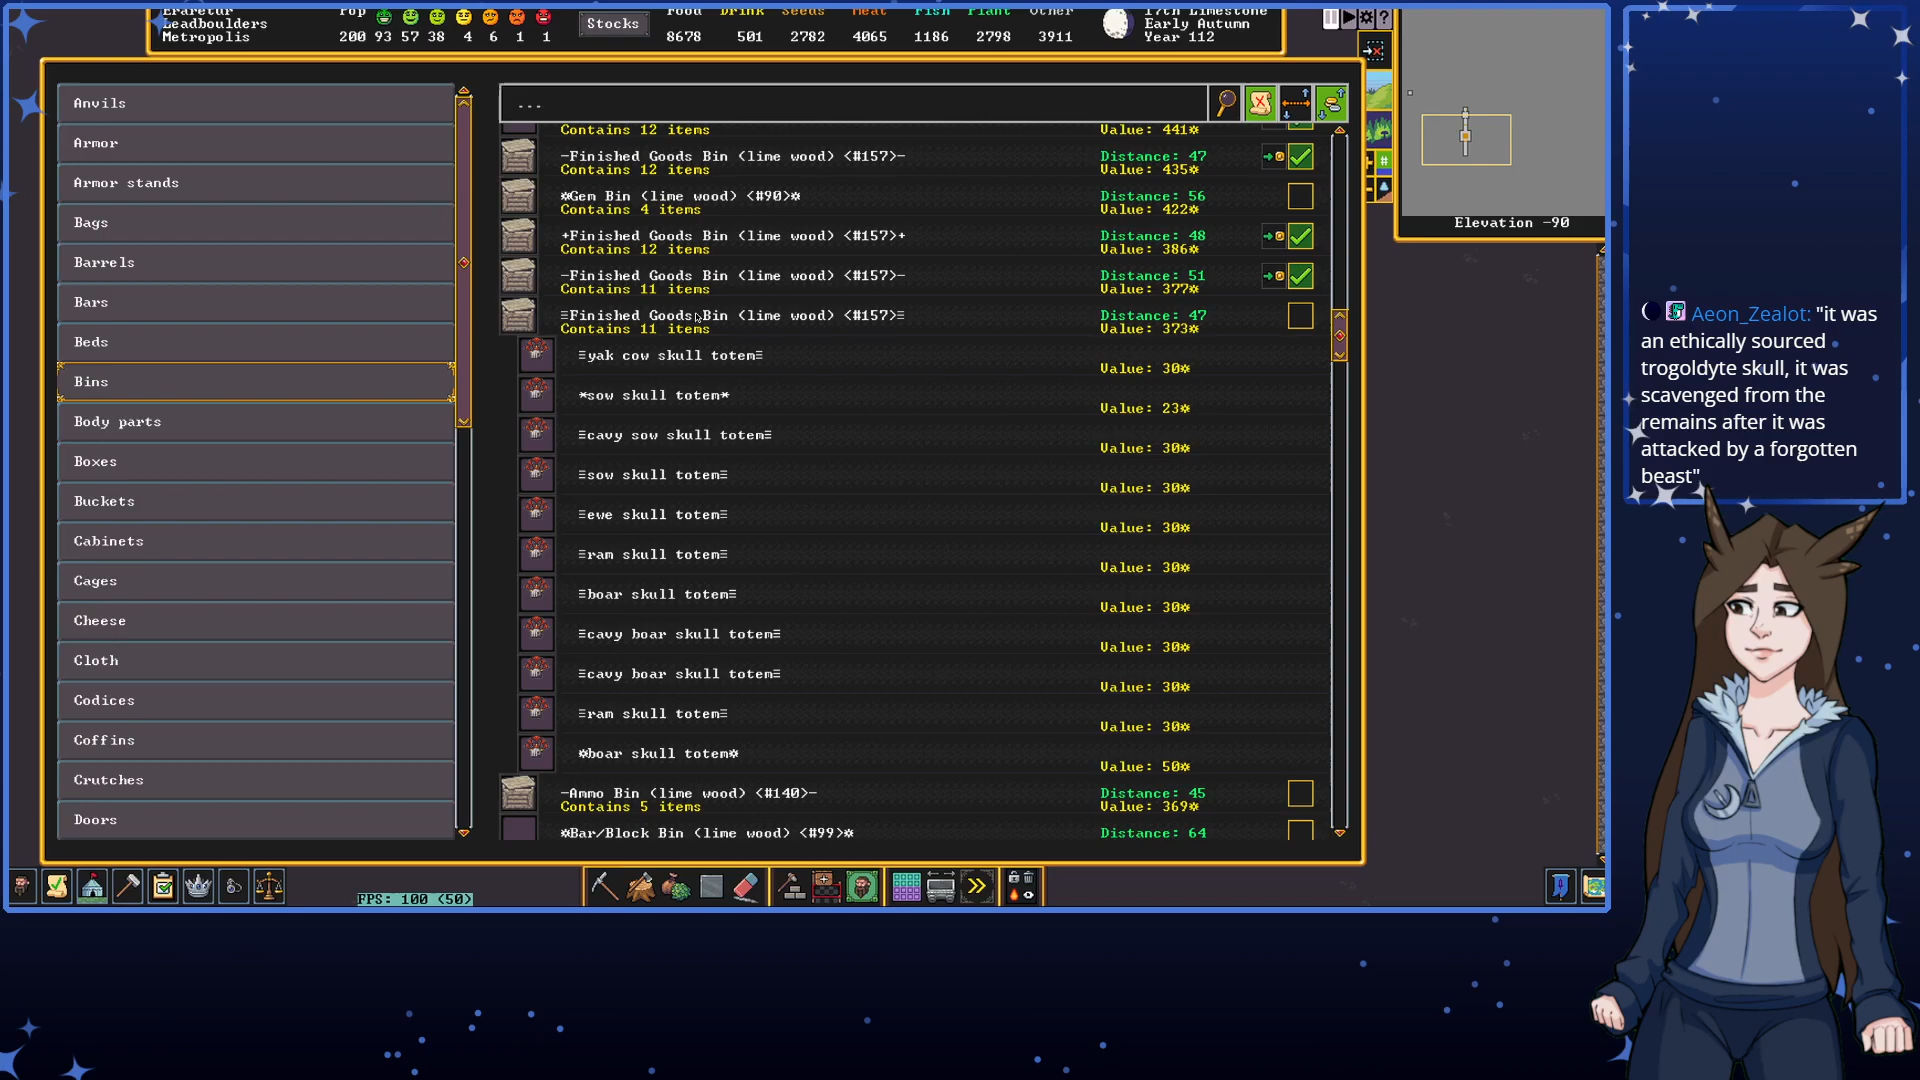 Eraretur
Leadboulders
Metropolis
Pop
200 93 57 38 4 6 1 1
Stocks
Food Drink Seeds Meat Fish Plant Other
8678 501 2782 4065 1186 2798 3911
17th Limestone
Early Autumn
Year 112
?
Anvils
Armor
Armor stands
Bags
Barrels
Bars
Beds
Bins
Body parts
Boxes
Buckets
Cabinets
Cages
Cheese
Cloth
Codices
Coffins
Crutches
Doors
...
Contains 12 items Value: 441☼
-Finished Goods Bin (lime wood) <#157>- Distance: 47
Contains 12 items Value: 435☼
☼Gem Bin (lime wood) <#90>☼ Distance: 56
Contains 4 items Value: 422☼
+Finished Goods Bin (lime wood) <#157>+ Distance: 48
Contains 12 items Value: 386☼
-Finished Goods Bin (lime wood) <#157>- Distance: 51
Contains 11 items Value: 377☼
≡Finished Goods Bin (lime wood) <#157>≡ Distance: 47
Contains 11 items Value: 373☼
≡yak cow skull totem≡
Value: 30☼
*sow skull totem*
Value: 23☼
≡cavy sow skull totem≡
Value: 30☼
≡sow skull totem≡
Value: 30☼
≡ewe skull totem≡
Value: 30☼
≡ram skull totem≡
Value: 30☼
≡boar skull totem≡
Value: 30☼
≡cavy boar skull totem≡
Value: 30☼
≡cavy boar skull totem≡
Value: 30☼
≡ram skull totem≡
Value: 30☼
☼boar skull totem☼
Value: 50☼
-Ammo Bin (lime wood) <#140>- Distance: 45
Contains 5 items Value: 369☼
☼Bar/Block Bin (lime wood) <#99>☼ Distance: 64
FPS: 100 (50)
Elevation -90
Aeon_Zealot: "it was
an ethically sourced
trogoldyte skull, it was
scavenged from the
remains after it was
attacked by a forgotten
beast"